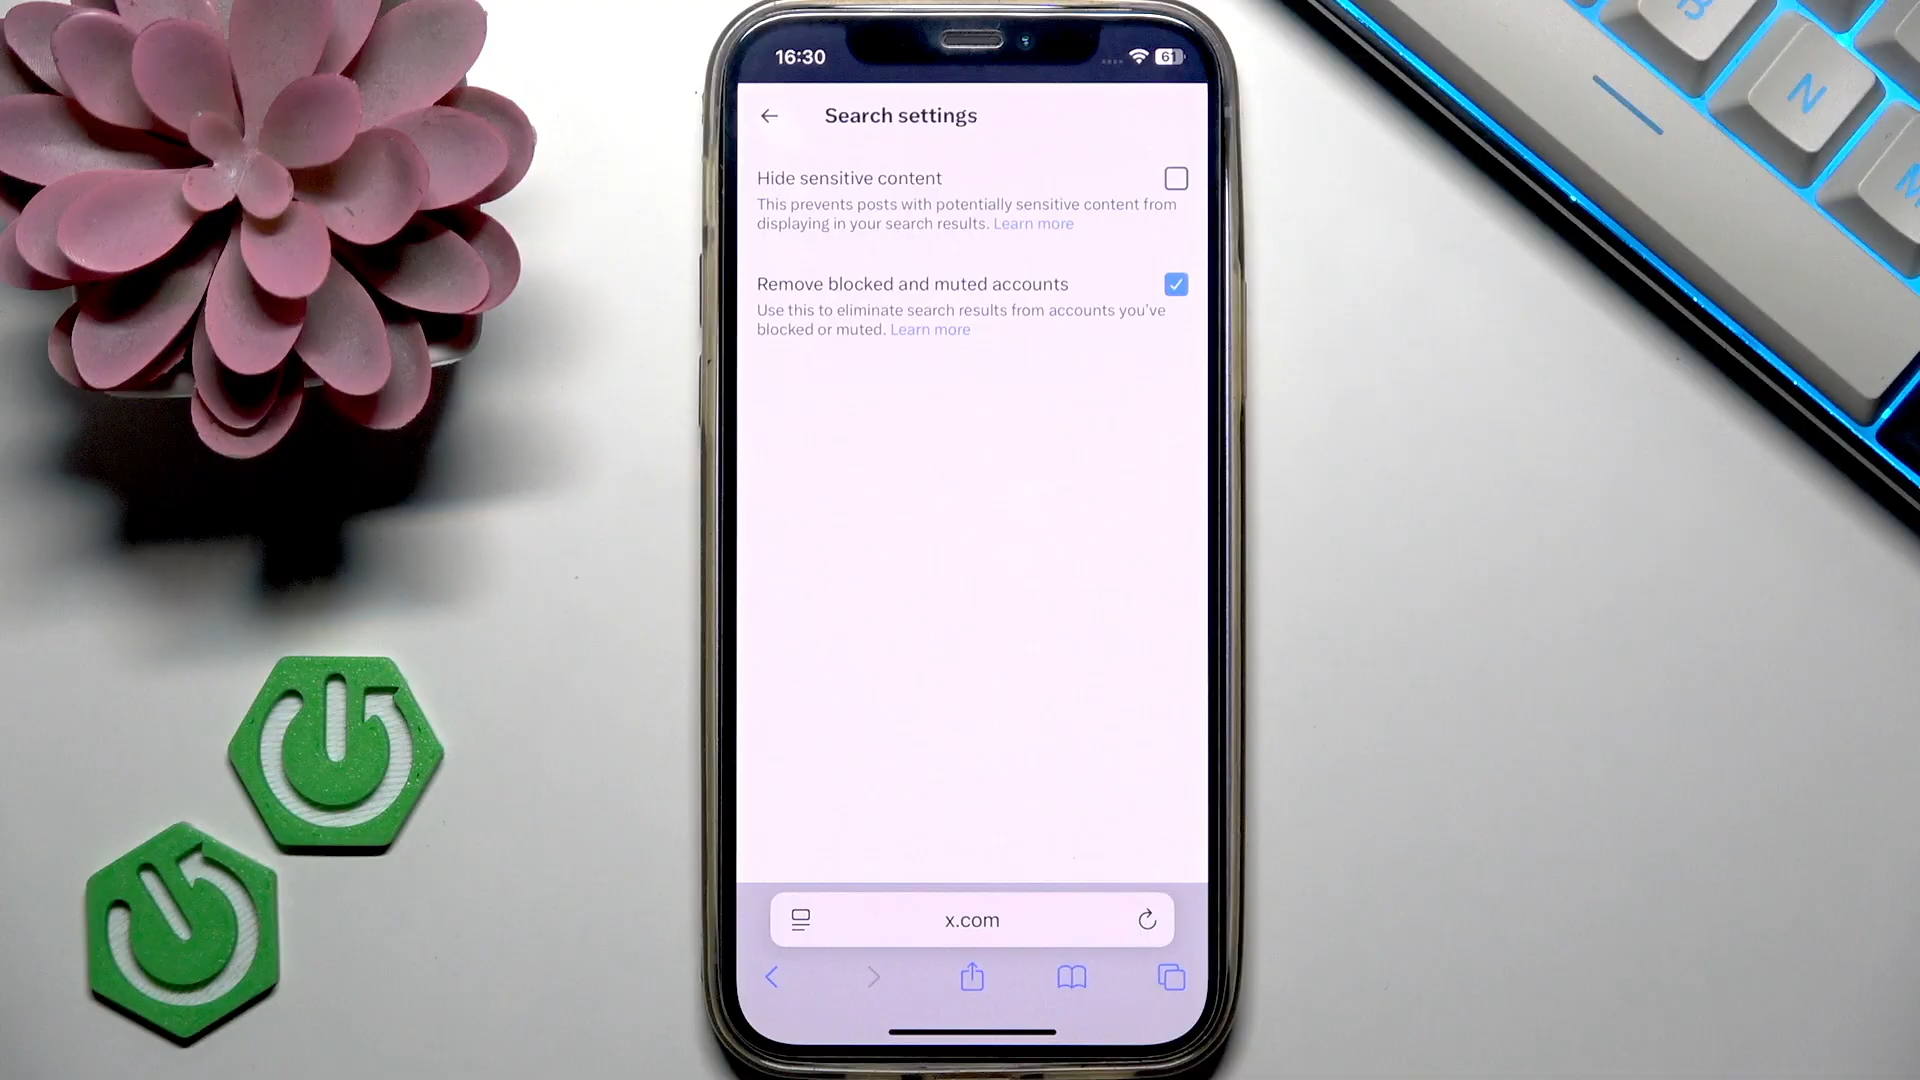 16:30
61
Search settings
Hide sensitive content
This prevents posts with potentially sensitive content from
displaying in your search results. Learn more
Remove blocked and muted accounts
Use this to eliminate search results from accounts you've
blocked or muted. Learn more
x.com
B
N
M